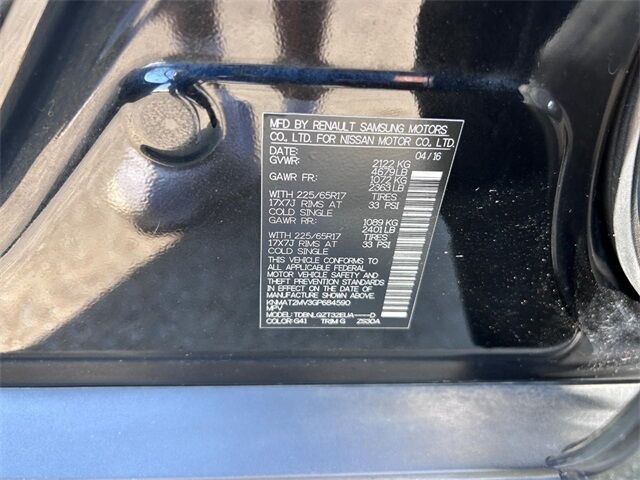 MFD BY RENAULT SAMSUNG MOTORS
CO., LTD. FOR NISSAN MOTOR CO., LTD.
DATE: 04/16
GVWR: 2122 KG
4679 LB
GAWR FR: 1072 KG
2363 LB
WITH 225/65R17 TIRES
17X7J RIMS AT 33 PSI
COLD SINGLE
GAWR RR: 1089 KG
2401 LB
WITH 225/65R17 TIRES
17X7J RIMS AT 33 PSI
COLD SINGLE
THIS VEHICLE CONFORMS TO
ALL APPLICABLE FEDERAL
MOTOR VEHICLE SAFETY AND
THEFT PREVENTION STANDARDS
IN EFFECT ON THE DATE OF
MANUFACTURE SHOWN ABOVE.
KNMAT2MV3GP684590
MPV
MODEL: TDBNLQZT32EUA----D
COLOR: G41 TRIM: G ZS30A